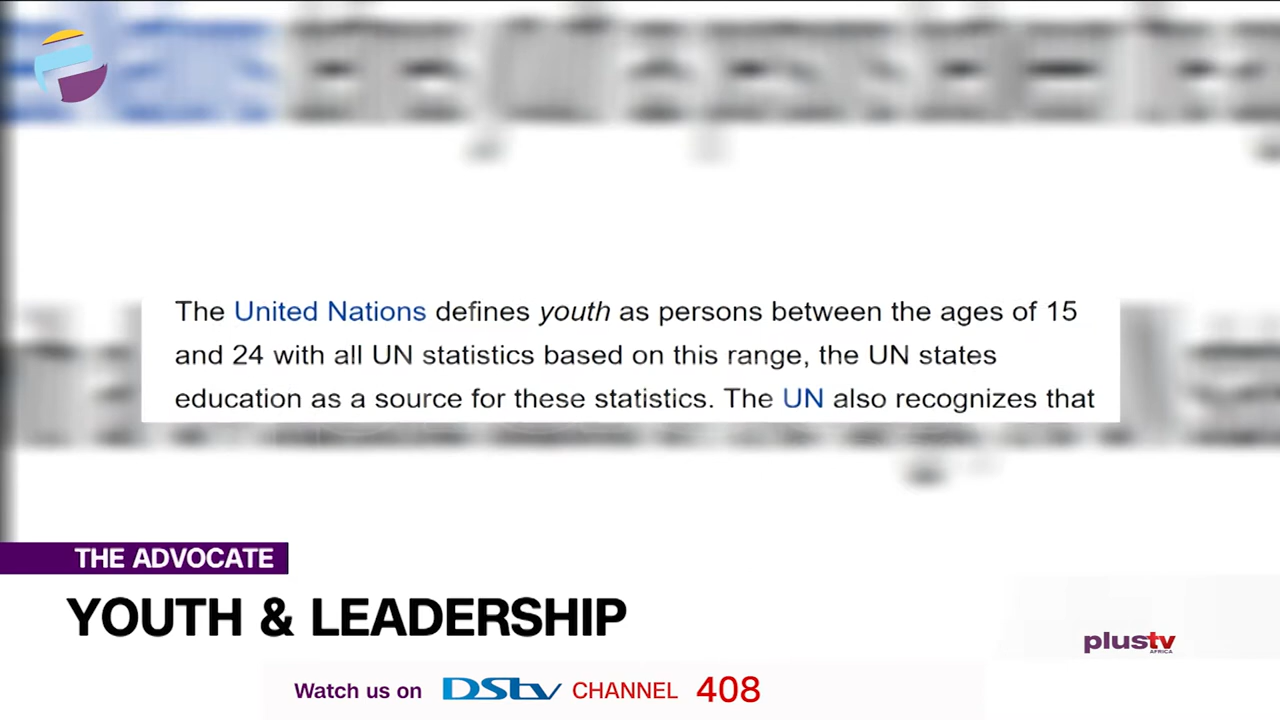 The United Nations defines youth as persons between the ages of 15
and 24 with all UN statistics based on this range, the UN states
education as a source for these statistics. The UN also recognizes that
THE ADVOCATE
YOUTH & LEADERSHIP
plustv
AFRICA
Watch us on DStv CHANNEL 408